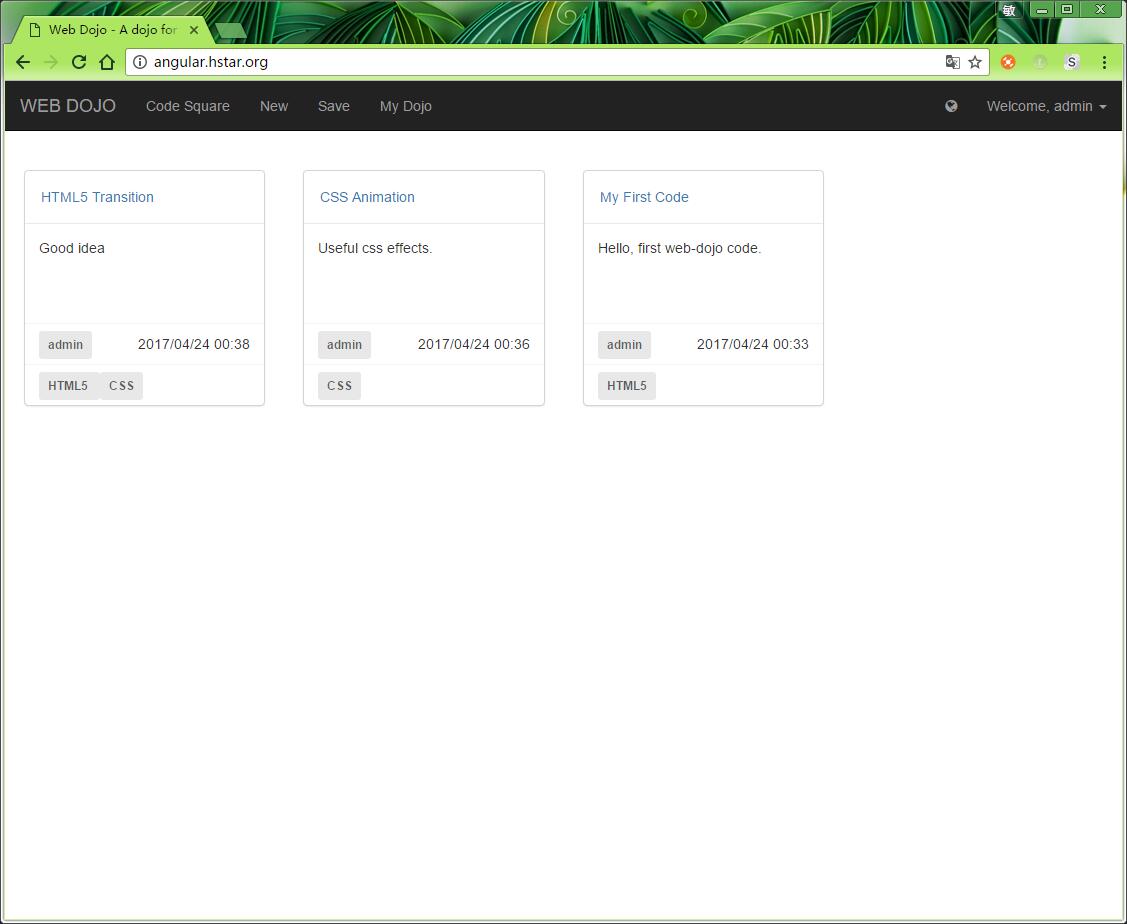 敏
Web Dojo - A dojo for
angular.hstar.org
S
WEB DOJO Code Square New Save My Dojo Welcome, admin
HTML5 Transition
Good idea
admin 2017/04/24 00:38
HTML5 CSS
CSS Animation
Useful css effects.
admin 2017/04/24 00:36
CSS
My First Code
Hello, first web-dojo code.
admin 2017/04/24 00:33
HTML5